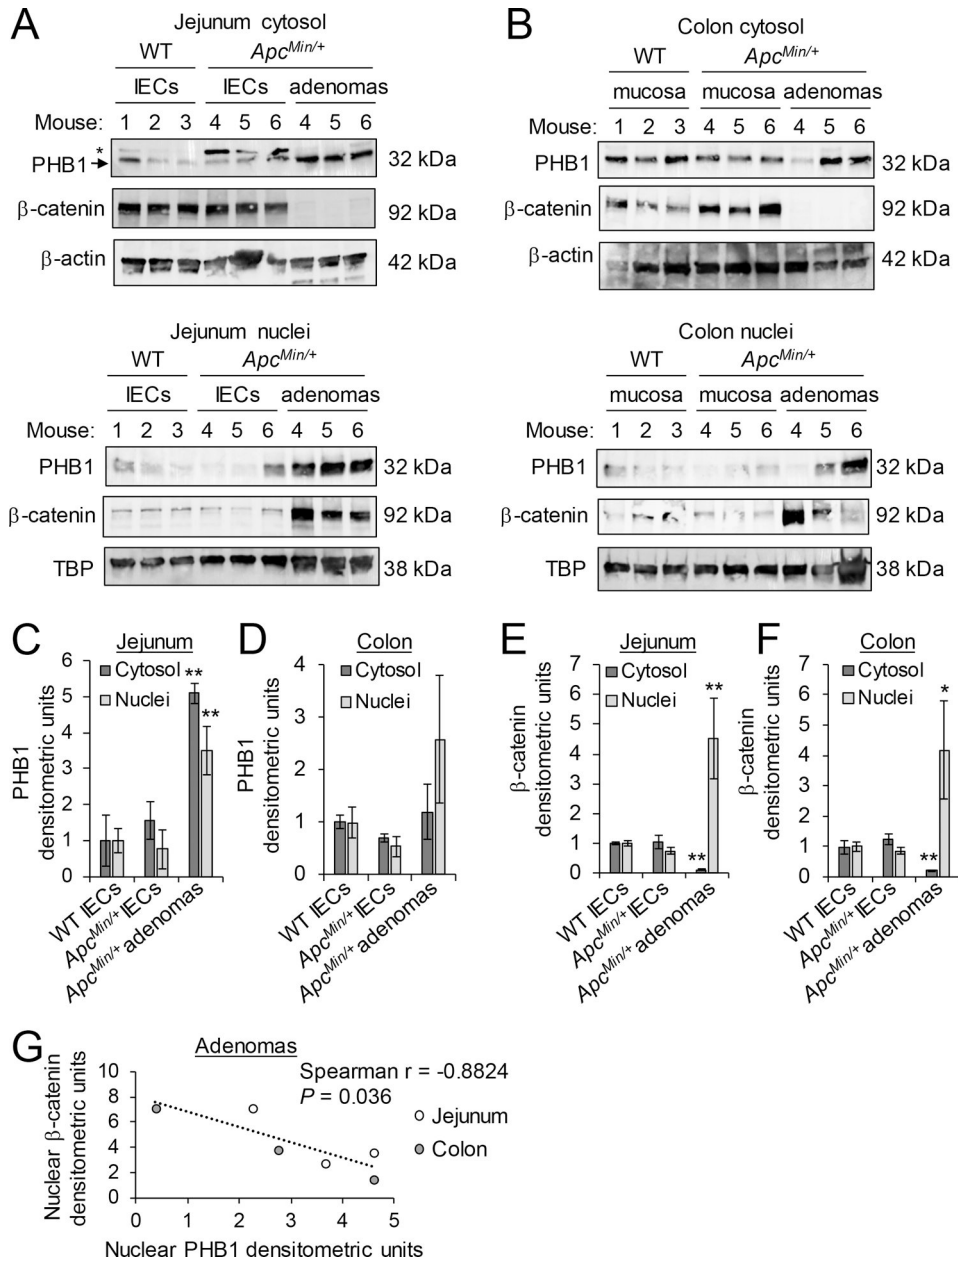 A
Jejunum cytosol
WT
ApcMin/+
IECs
IECs
adenomas
Mouse: 1 2 3 4 5 6 4 5 6
*
PHB1
32 kDa
β-catenin
92 kDa
β-actin
42 kDa
Jejunum nuclei
WT
ApcMin/+
IECs
IECs
adenomas
Mouse: 1 2 3 4 5 6 4 5 6
PHB1
32 kDa
β-catenin
92 kDa
TBP
38 kDa
B
Colon cytosol
WT
ApcMin/+
mucosa
mucosa
adenomas
Mouse: 1 2 3 4 5 6 4 5 6
PHB1
32 kDa
β-catenin
92 kDa
β-actin
42 kDa
Colon nuclei
WT
ApcMin/+
mucosa
mucosa
adenomas
Mouse: 1 2 3 4 5 6 4 5 6
PHB1
32 kDa
β-catenin
92 kDa
TBP
38 kDa
C
Jejunum
Cytosol
Nuclei
PHB1
densitometric units
6
5
4
3
2
1
0
**
**
WT IECs
ApcMin/+ IECs
ApcMin/+ adenomas
D
Colon
Cytosol
Nuclei
PHB1
densitometric units
4
3
2
1
0
WT IECs
ApcMin/+ IECs
ApcMin/+ adenomas
E
Jejunum
Cytosol
Nuclei
β-catenin
densitometric units
7
6
5
4
3
2
1
0
**
**
WT IECs
ApcMin/+ IECs
ApcMin/+ adenomas
F
Colon
Cytosol
Nuclei
β-catenin
densitometric units
7
6
5
4
3
2
1
0
*
**
WT IECs
ApcMin/+ IECs
ApcMin/+ adenomas
G
Adenomas
Spearman r = -0.8824
P = 0.036
Jejunum
Colon
Nuclear β-catenin
densitometric units
10
8
6
4
2
0
0 1 2 3 4 5
Nuclear PHB1 densitometric units